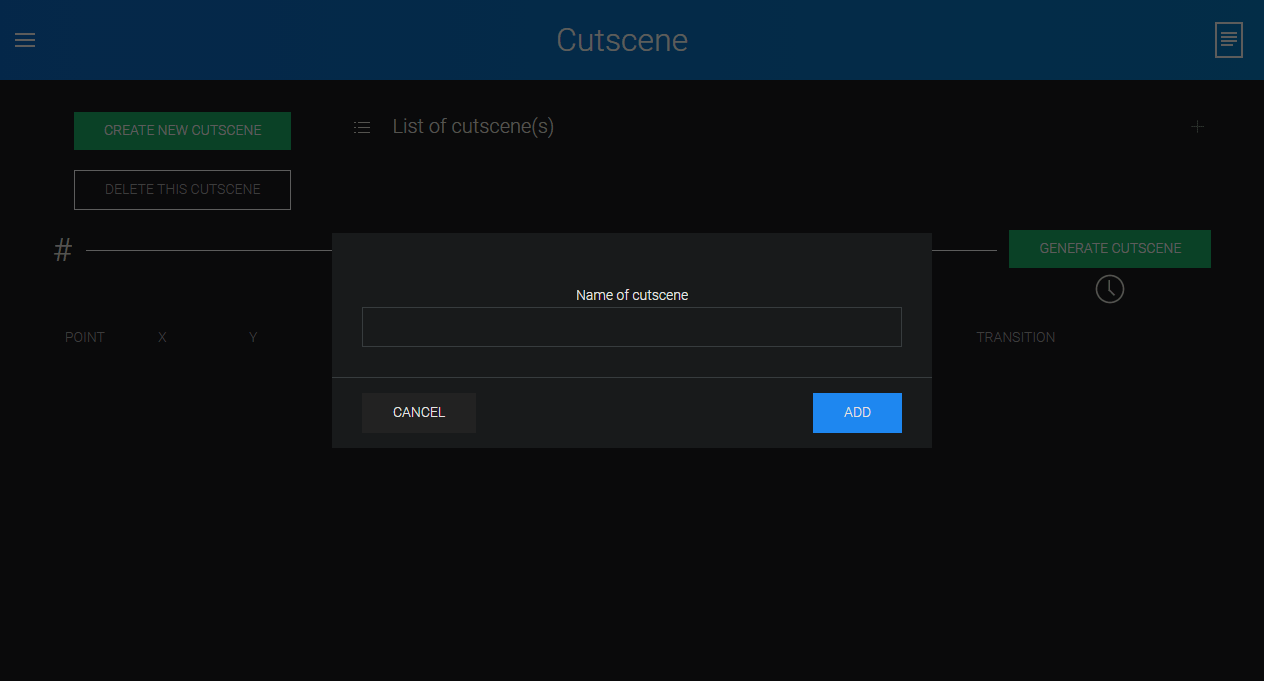 Cutscene
CREATE NEW CUTSCENE
List of cutscene(s)
DELETE THIS CUTSCENE
#
GENERATE CUTSCENE
Name of cutscene
POINT X Y TRANSITION
CANCEL ADD